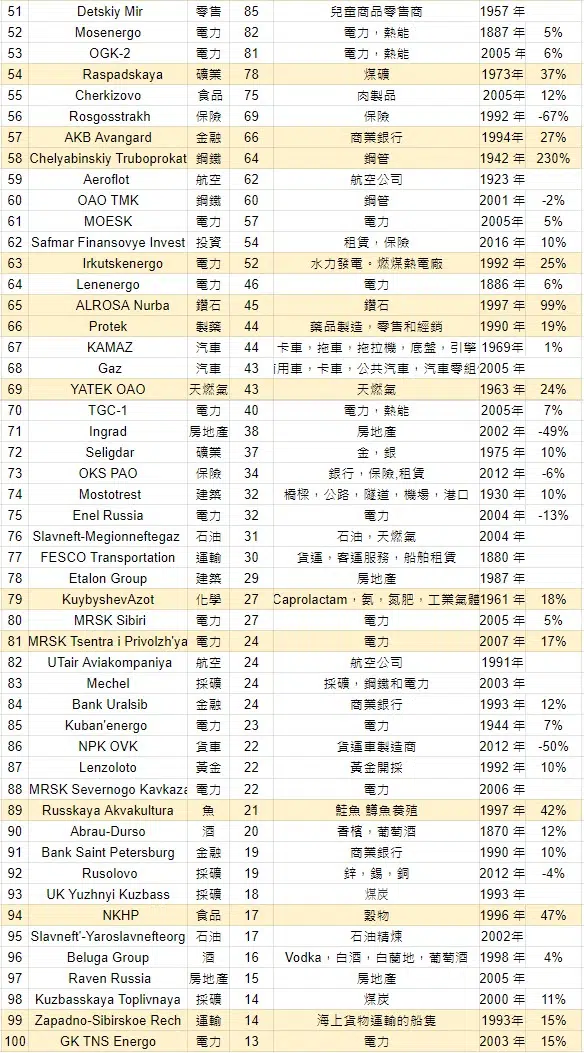 51 Detskiy Mir 零售 85 兒童商品零售商 1957 年
52 Mosenergo 電力 82 電力，熱能 1887 年 5%
53 OGK-2 電力 81 電力，熱能 2005 年 6%
54 Raspadskaya 礦業 78 煤礦 1973年 37%
55 Cherkizovo 食品 75 肉製品 2005年 12%
56 Rosgosstrakh 保險 69 保險 1992 年 -67%
57 AKB Avangard 金融 66 商業銀行 1994年 27%
58 Chelyabinskiy Truboprokat 鋼鐵 64 鋼管 1942 年 230%
59 Aeroflot 航空 62 航空公司 1923 年
60 OAO TMK 鋼鐵 60 鋼管 2001 年 -2%
61 MOESK 電力 57 電力 2005年 5%
62 Safmar Finansovye Invest 投資 54 租賃，保險 2016 年 10%
63 Irkutskenergo 電力 52 水力發電。燃煤熱電廠 1992 年 25%
64 Lenenergo 電力 46 電力 1886 年 6%
65 ALROSA Nurba 鑽石 45 鑽石 1997 年 99%
66 Protek 製藥 44 藥品製造，零售和經銷 1990 年 19%
67 KAMAZ 汽車 44 卡車，拖車，拖拉機，底盤，引擎 1969年 1%
68 Gaz 汽車 43 用車，卡車，公共汽車，汽車零組 2005 年
69 YATEK OAO 天燃氣 43 天燃氣 1963 年 24%
70 TGC-1 電力 40 電力，熱能 2005年 7%
71 Ingrad 房地產 38 房地產 2002 年 -49%
72 Seligdar 礦業 37 金，銀 1975 年 10%
73 OKS PAO 保險 34 銀行，保險,租賃 2012 年 -6%
74 Mostotrest 建築 32 橋樑，公路，隧道，機場，港口 1930 年 10%
75 Enel Russia 電力 32 電力 2004 年 -13%
76 Slavneft-Megionneftegaz 石油 31 石油，天燃氣 2004 年
77 FESCO Transportation 運輸 30 貨運，客運服務，船舶租賃 1880 年
78 Etalon Group 建築 29 房地產 1987 年
79 KuybyshevAzot 化學 27 Caprolactam，氨，氮肥，工業氣體 1961 年 18%
80 MRSK Sibiri 電力 27 電力 2005 年 5%
81 MRSK Tsentra i Privolzh'ya 電力 24 電力 2007 年 17%
82 UTair Aviakompaniya 航空 24 航空公司 1991年
83 Mechel 採礦 24 採礦，鋼鐵和電力 2003 年
84 Bank Uralsib 金融 24 商業銀行 1993 年 12%
85 Kuban'energo 電力 23 電力 1944 年 7%
86 NPK OVK 貨車 22 貨運車製造商 2012 年 -50%
87 Lenzoloto 黃金 22 黃金開採 1992 年 10%
88 MRSK Severnogo Kavkaza 電力 22 電力 2006 年
89 Russkaya Akvakultura 魚 21 鮭魚 鱒魚養殖 1997 年 42%
90 Abrau-Durso 酒 20 香檳，葡萄酒 1870 年 12%
91 Bank Saint Petersburg 金融 19 商業銀行 1990 年 10%
92 Rusolovo 採礦 19 鋅，錫，銅 2012 年 -4%
93 UK Yuzhnyi Kuzbass 採礦 18 煤炭 1993 年
94 NKHP 食品 17 穀物 1996 年 47%
95 Slavneft'-Yaroslavnefteorg 石油 17 石油精煉 2002年
96 Beluga Group 酒 16 Vodka，白酒，白蘭地，葡萄酒 1998 年 4%
97 Raven Russia 房地產 15 房地產 2005 年
98 Kuzbasskaya Toplivnaya 採礦 14 煤炭 2000 年 11%
99 Zapadno-Sibirskoe Rech 運輸 14 海上貨物運輸的船隻 1993年 15%
100 GK TNS Energo 電力 13 電力 2003 年 15%